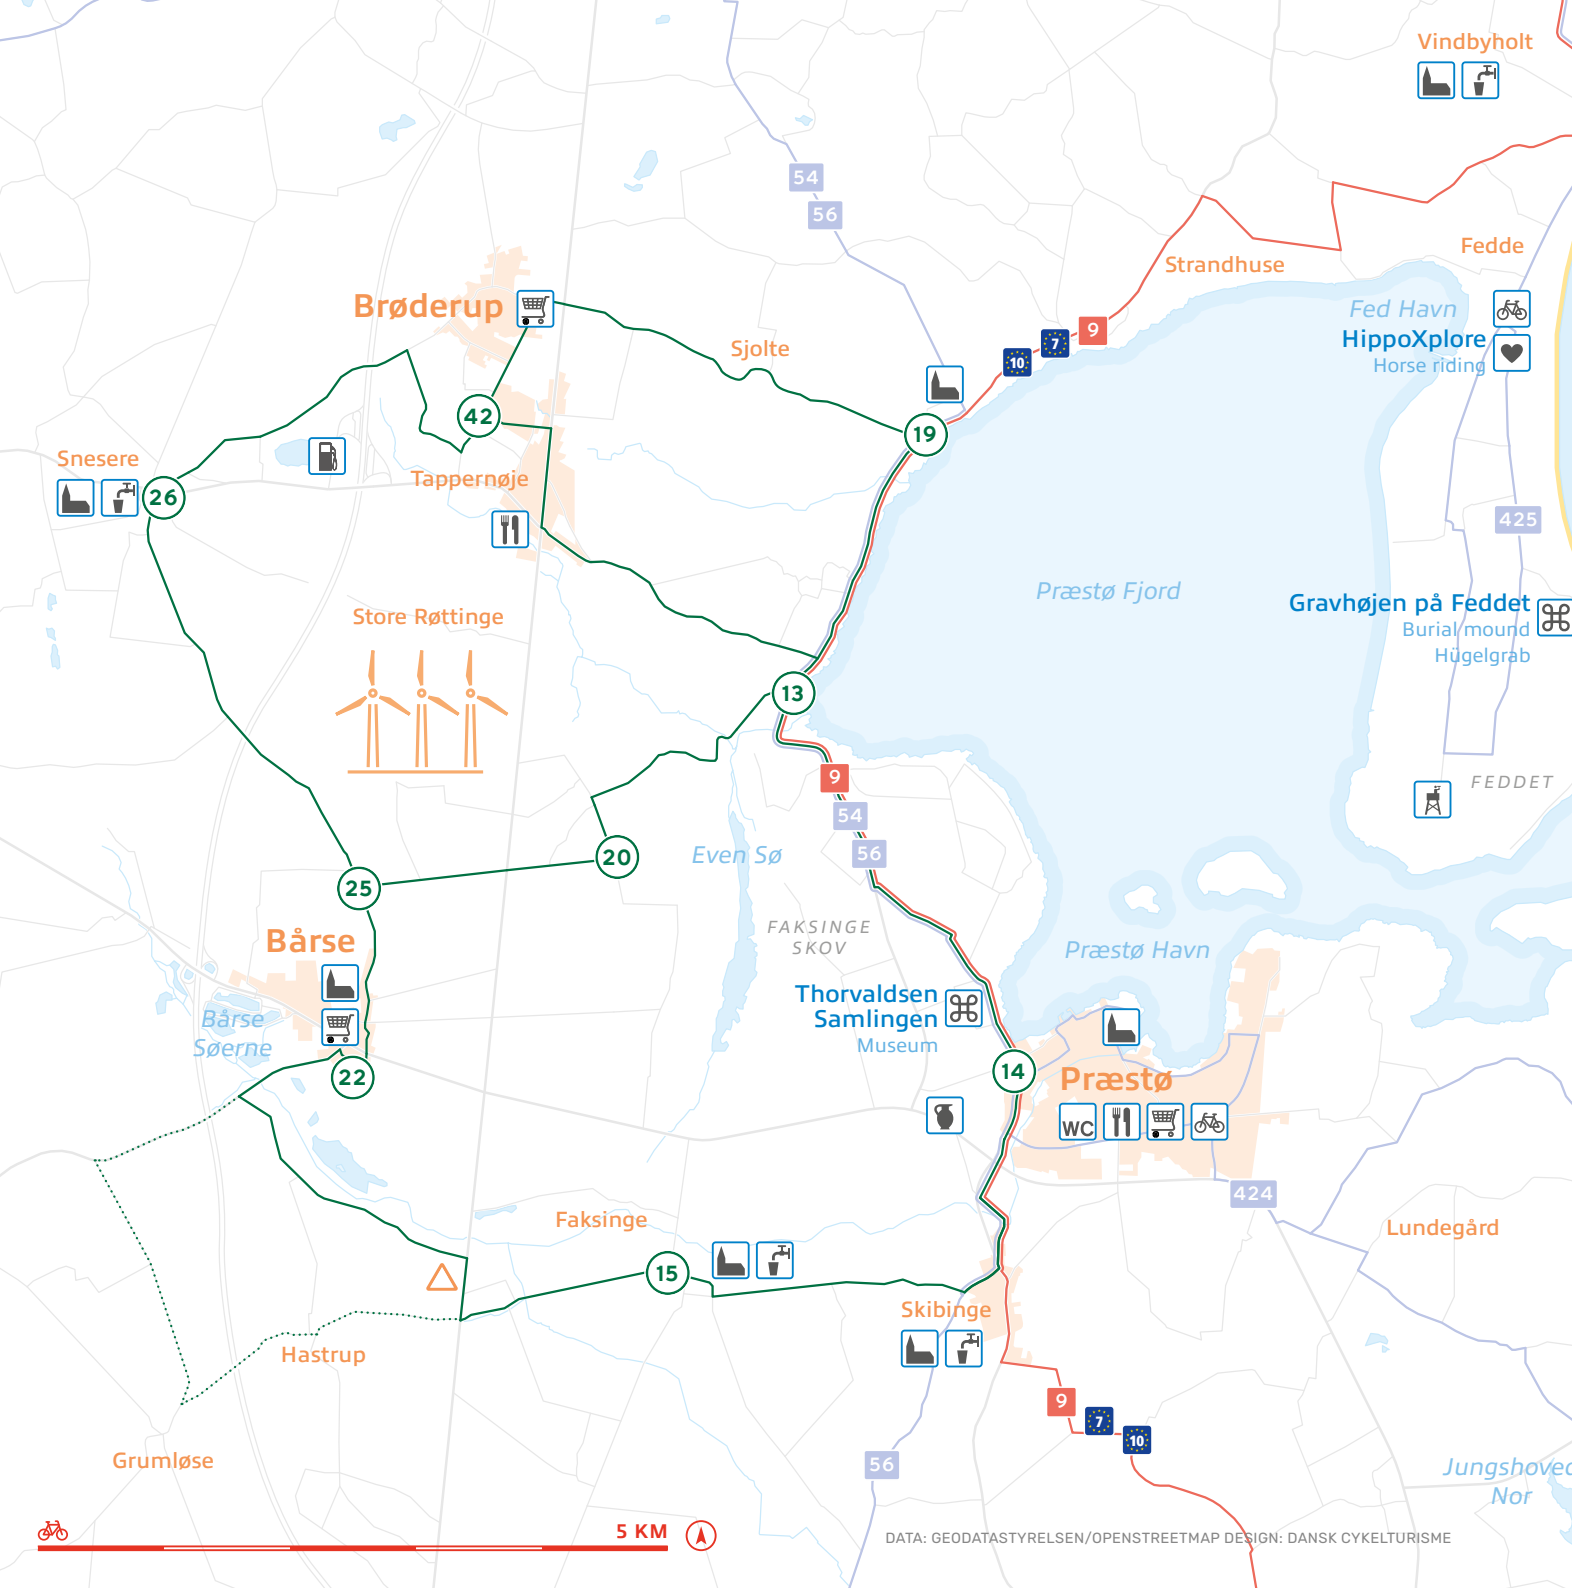 Vindbyholt
54
56
Fedde
Strandhuse
Brøderup
Fed Havn
9
7
10
HippoXplore
Horse riding
Sjolte
42
19
Snesere
Tappernøje
26
425
Præstø Fjord
Gravhøjen på Feddet
Burial mound
Hügelgrab
Store Røttinge
13
9
FEDDET
54
56
Even Sø
20
25
FAKSINGE
SKOV
Bårse
Præstø Havn
Thorvaldsen
Samlingen
Museum
Bårse
Søerne
22
14
Præstø
WC
424
Faksinge
Lundegård
15
Skibinge
Hastrup
9
7
10
Grumløse
56
Jungshoved
Nor
5 KM
DATA: GEODATASTYRELSEN/OPENSTREETMAP DESIGN: DANSK CYKELTURISME